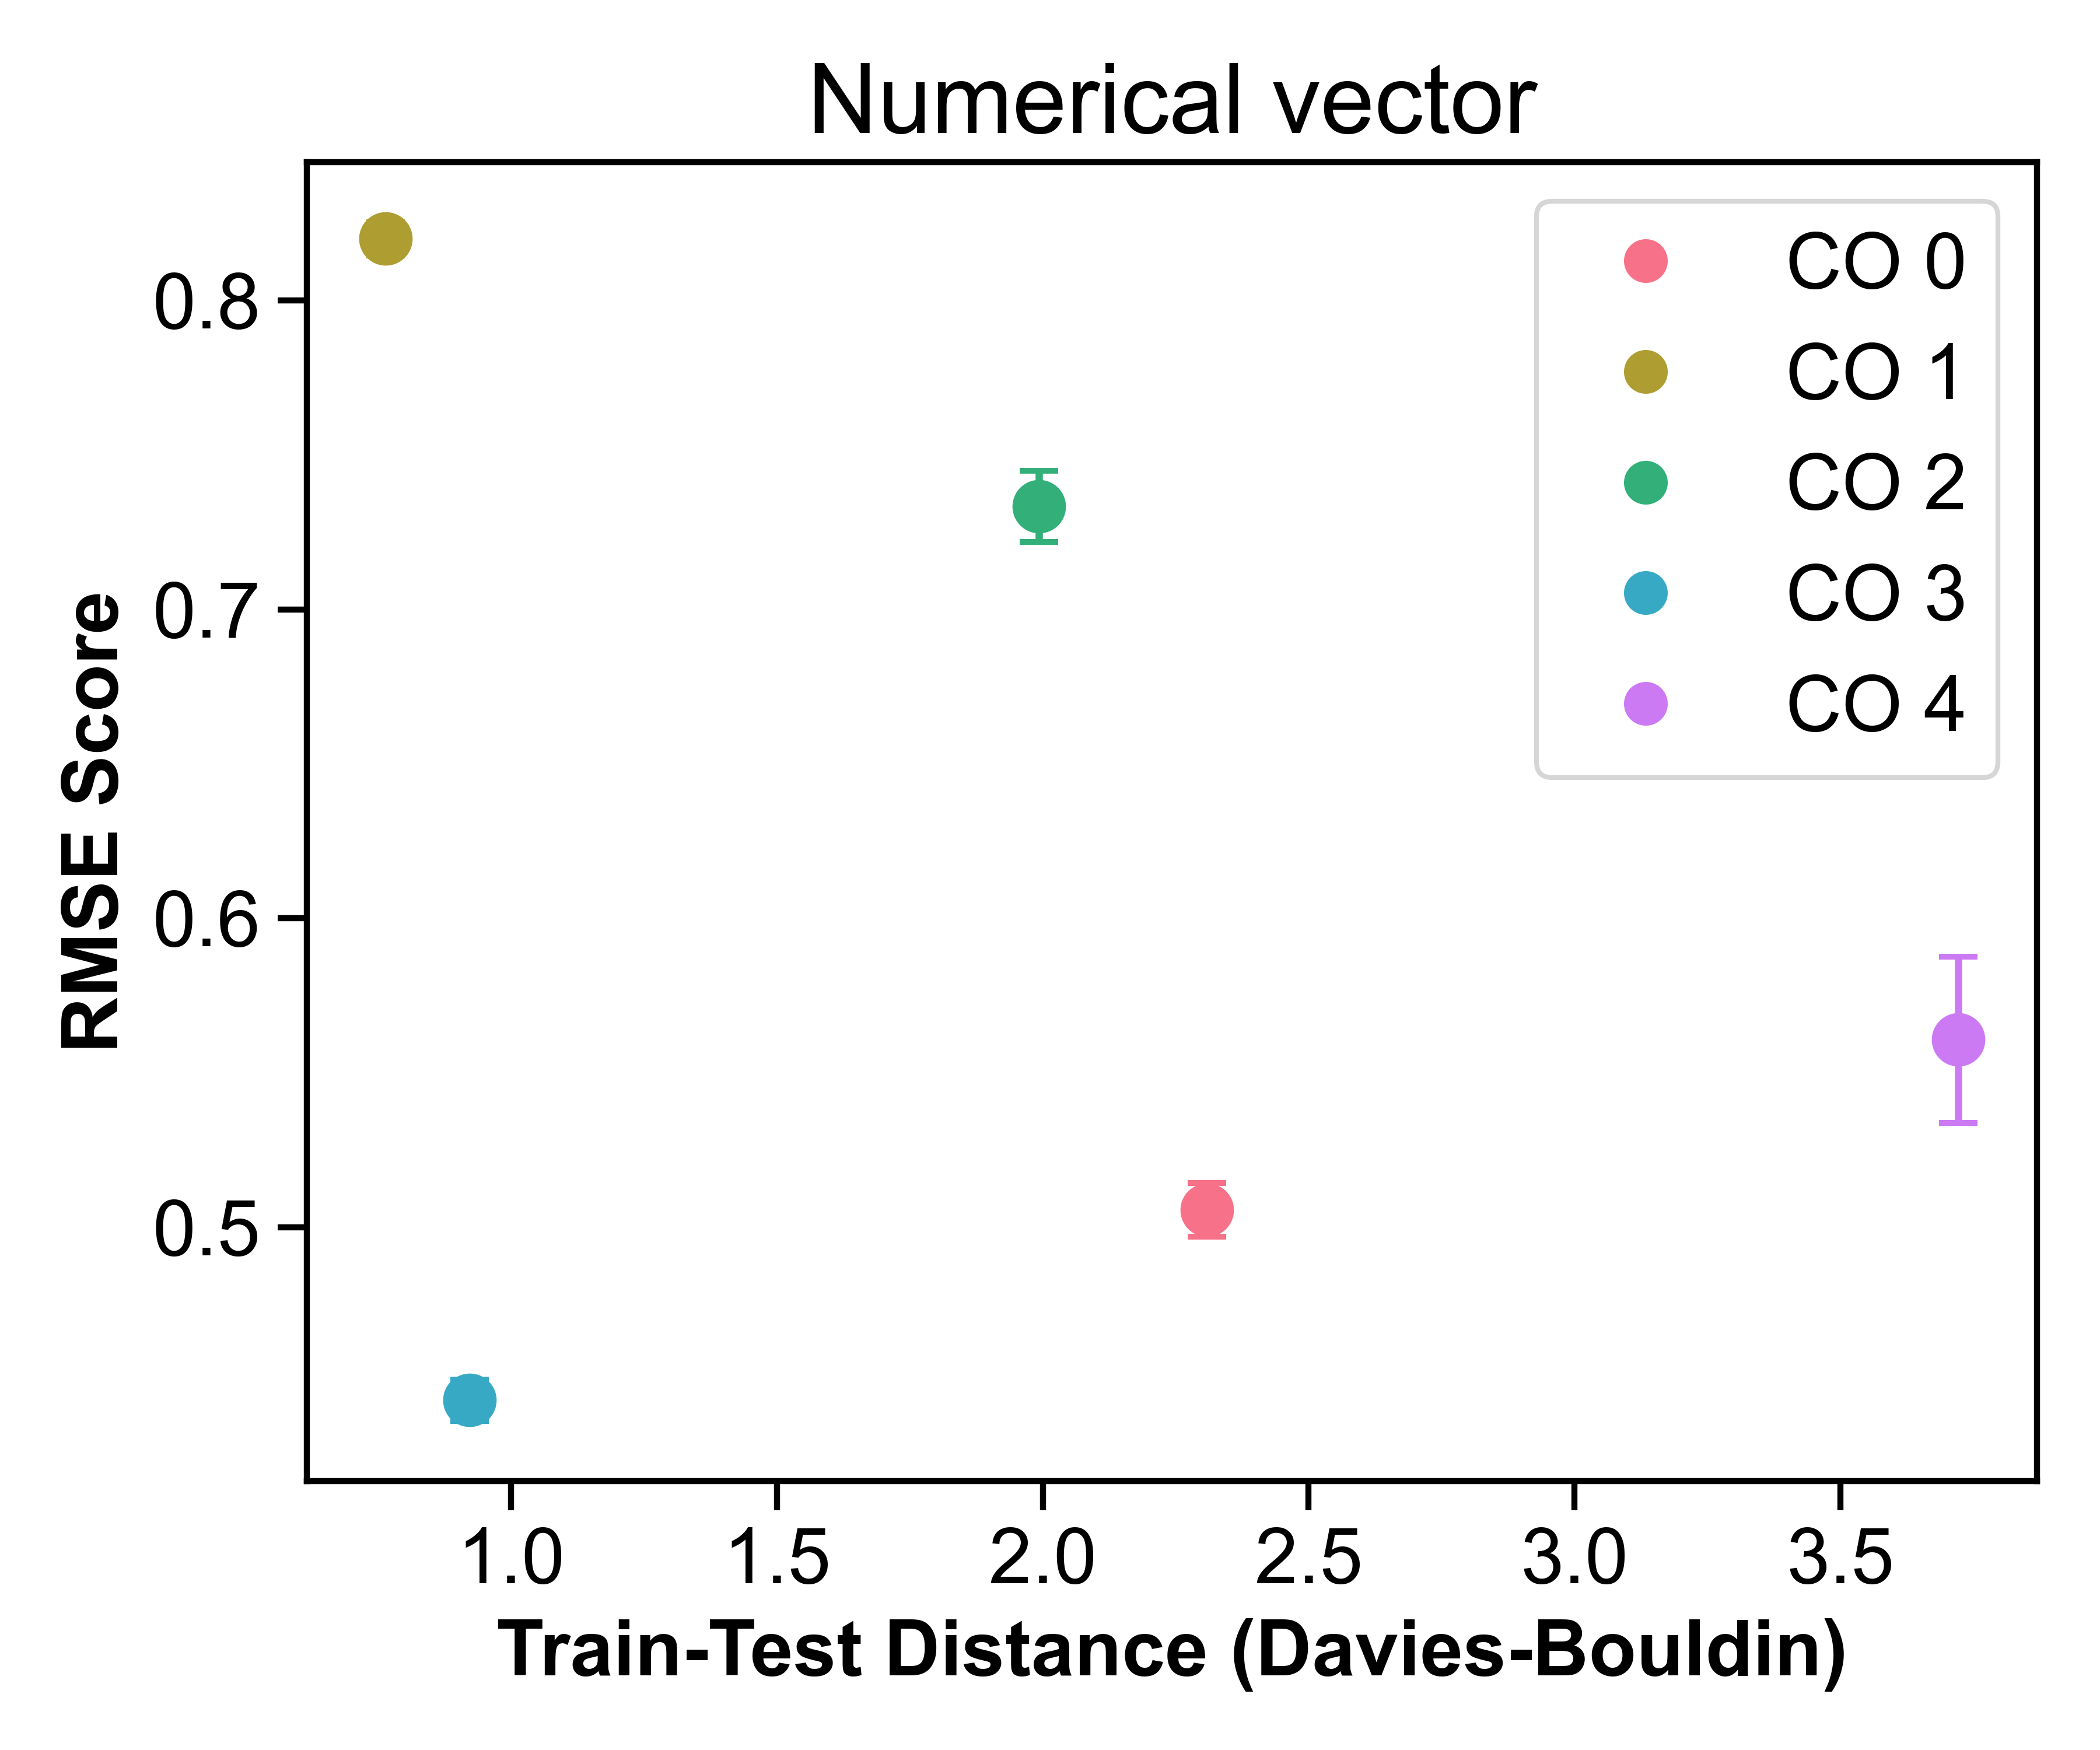 Numerical vector
CO 0
CO 1
CO 2
CO 3
CO 4
RMSE Score
0.8
0.7
0.6
0.5
1.0 1.5 2.0 2.5 3.0 3.5
Train-Test Distance (Davies-Bouldin)